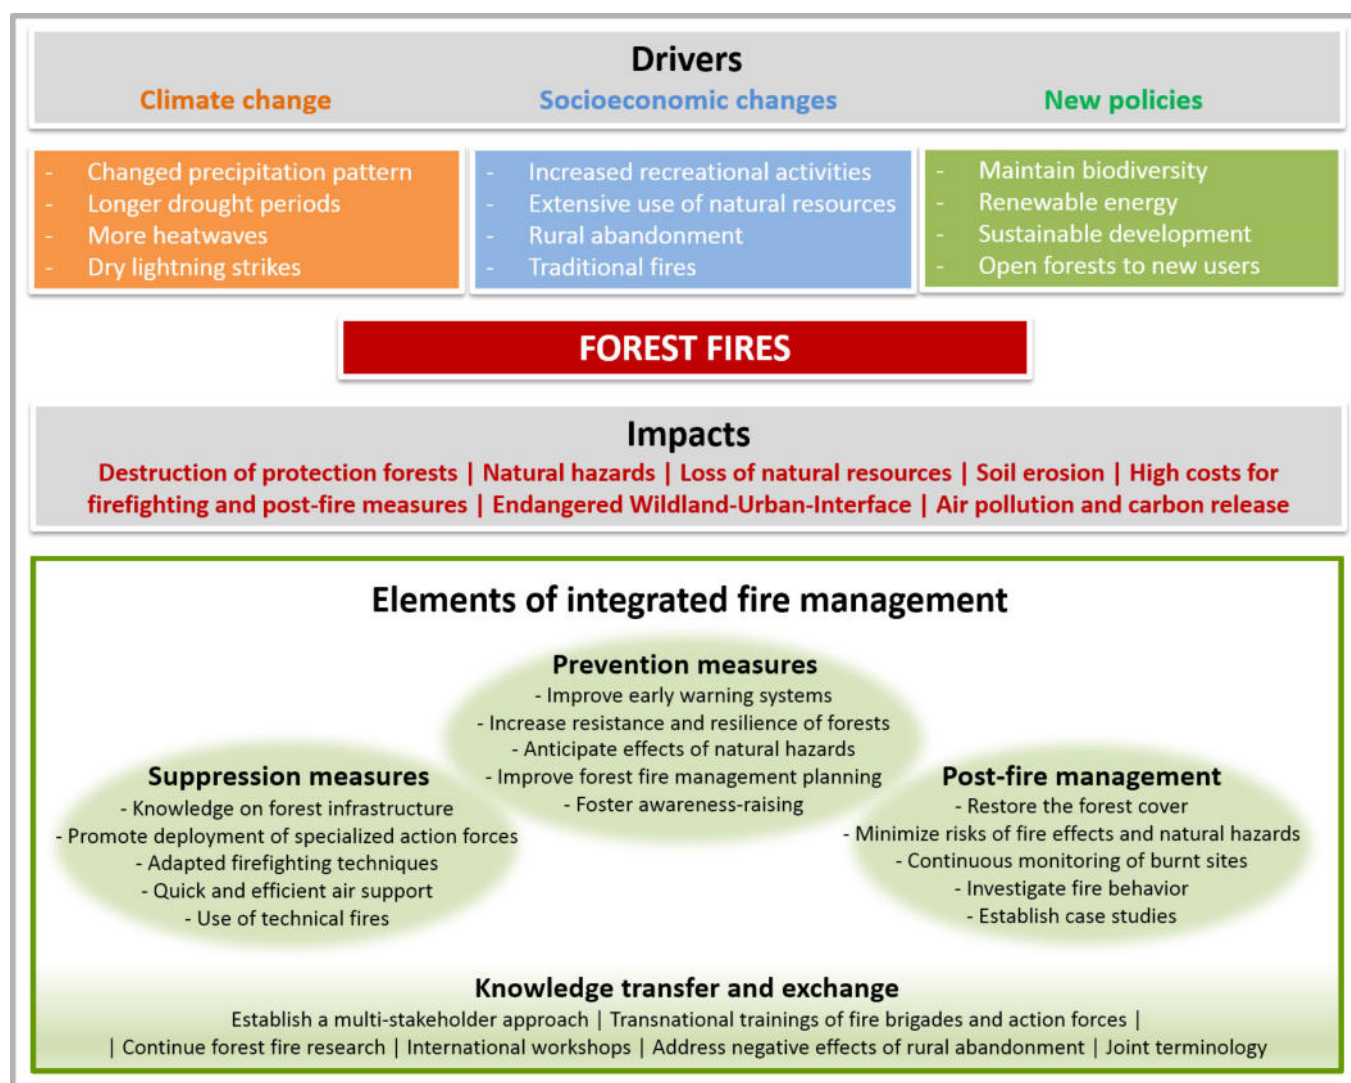 Drivers
Climate change
Socioeconomic changes
New policies
- Changed precipitation pattern
- Longer drought periods
- More heatwaves
- Dry lightning strikes
- Increased recreational activities
- Extensive use of natural resources
- Rural abandonment
- Traditional fires
- Maintain biodiversity
- Renewable energy
- Sustainable development
- Open forests to new users
FOREST FIRES
Impacts
Destruction of protection forests | Natural hazards | Loss of natural resources | Soil erosion | High costs for
firefighting and post-fire measures | Endangered Wildland-Urban-Interface | Air pollution and carbon release
Elements of integrated fire management
Prevention measures
- Improve early warning systems
- Increase resistance and resilience of forests
- Anticipate effects of natural hazards
- Improve forest fire management planning
- Foster awareness-raising
Suppression measures
- Knowledge on forest infrastructure
- Promote deployment of specialized action forces
- Adapted firefighting techniques
- Quick and efficient air support
- Use of technical fires
Post-fire management
- Restore the forest cover
- Minimize risks of fire effects and natural hazards
- Continuous monitoring of burnt sites
- Investigate fire behavior
- Establish case studies
Knowledge transfer and exchange
Establish a multi-stakeholder approach | Transnational trainings of fire brigades and action forces |
| Continue forest fire research | International workshops | Address negative effects of rural abandonment | Joint terminology